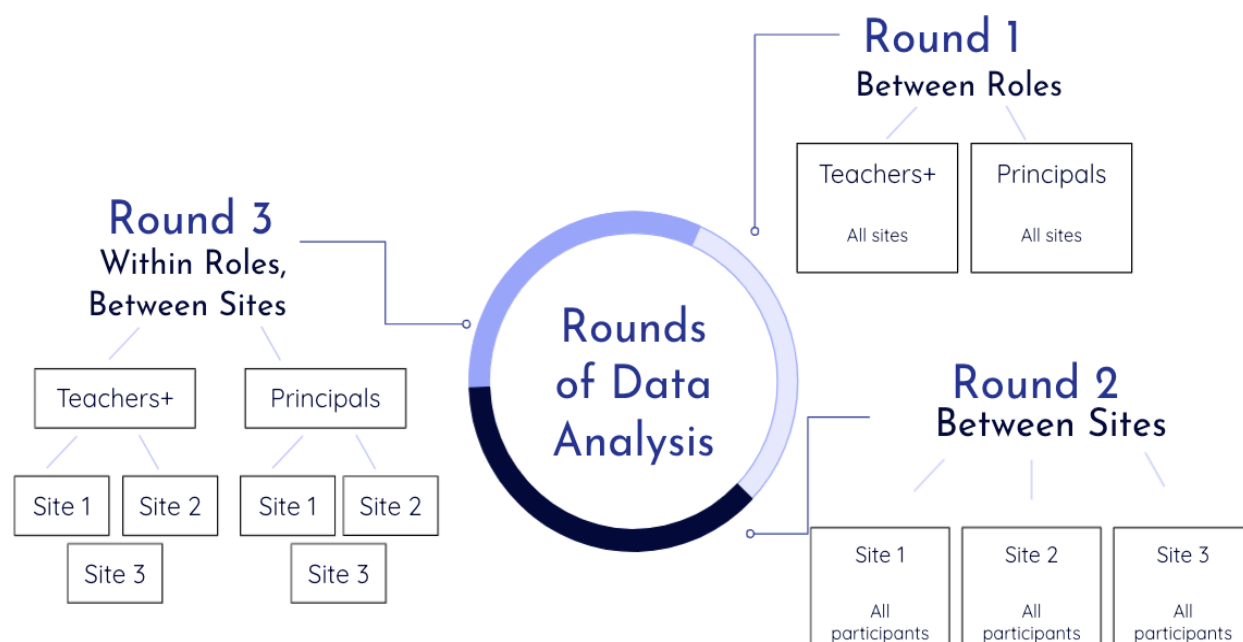 Rounds
of Data
Analysis
Round 1
Between Roles
Teachers+
All sites
Principals
All sites
Round 2
Between Sites
Site 1
All
participants
Site 2
All
participants
Site 3
All
participants
Round 3
Within Roles,
Between Sites
Teachers+
Site 1
Site 2
Site 3
Principals
Site 1
Site 2
Site 3